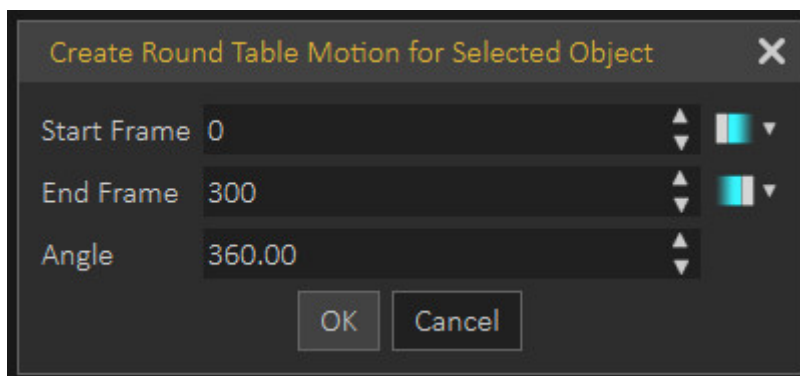 Create Round Table Motion for Selected Object
Start Frame 0
End Frame 300
Angle 360.00
OK Cancel